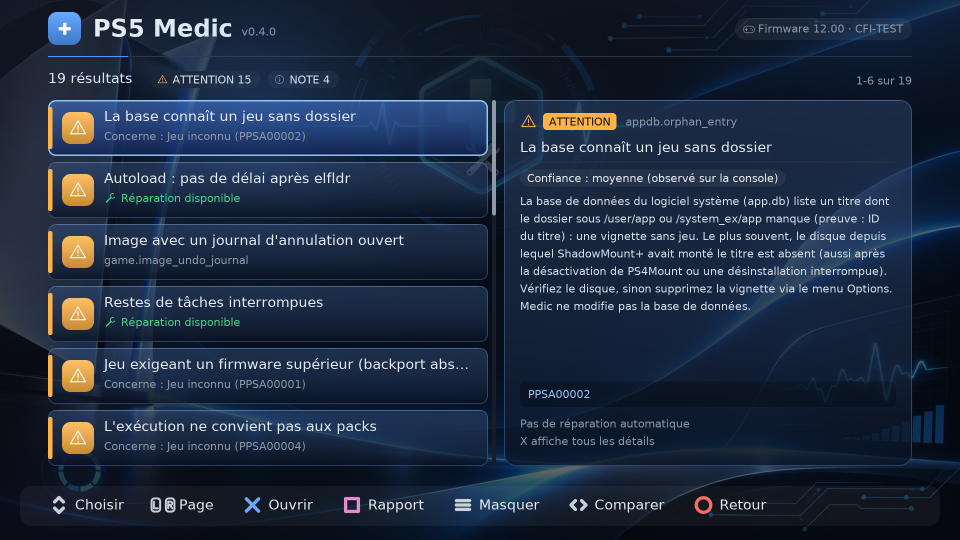 PS5 Medic v0.4.0
Firmware 12.00 · CFI-TEST
19 résultats
ATTENTION 15
NOTE 4
1-6 sur 19
La base connaît un jeu sans dossier
Concerne : Jeu inconnu (PPSA00002)
Autoload : pas de délai après elfldr
Réparation disponible
Image avec un journal d'annulation ouvert
game.image_undo_journal
Restes de tâches interrompues
Réparation disponible
Jeu exigeant un firmware supérieur (backport abs...
Concerne : Jeu inconnu (PPSA00001)
L'exécution ne convient pas aux packs
Concerne : Jeu inconnu (PPSA00004)
ATTENTION appdb.orphan_entry
La base connaît un jeu sans dossier
Confiance : moyenne (observé sur la console)
La base de données du logiciel système (app.db) liste un titre dont
le dossier sous /user/app ou /system_ex/app manque (preuve : ID
du titre) : une vignette sans jeu. Le plus souvent, le disque depuis
lequel ShadowMount+ avait monté le titre est absent (aussi après
la désactivation de PS4Mount ou une désinstallation interrompue).
Vérifiez le disque, sinon supprimez la vignette via le menu Options.
Medic ne modifie pas la base de données.
PPSA00002
Pas de réparation automatique
X affiche tous les détails
Choisir
L R Page
Ouvrir
Rapport
Masquer
Comparer
Retour